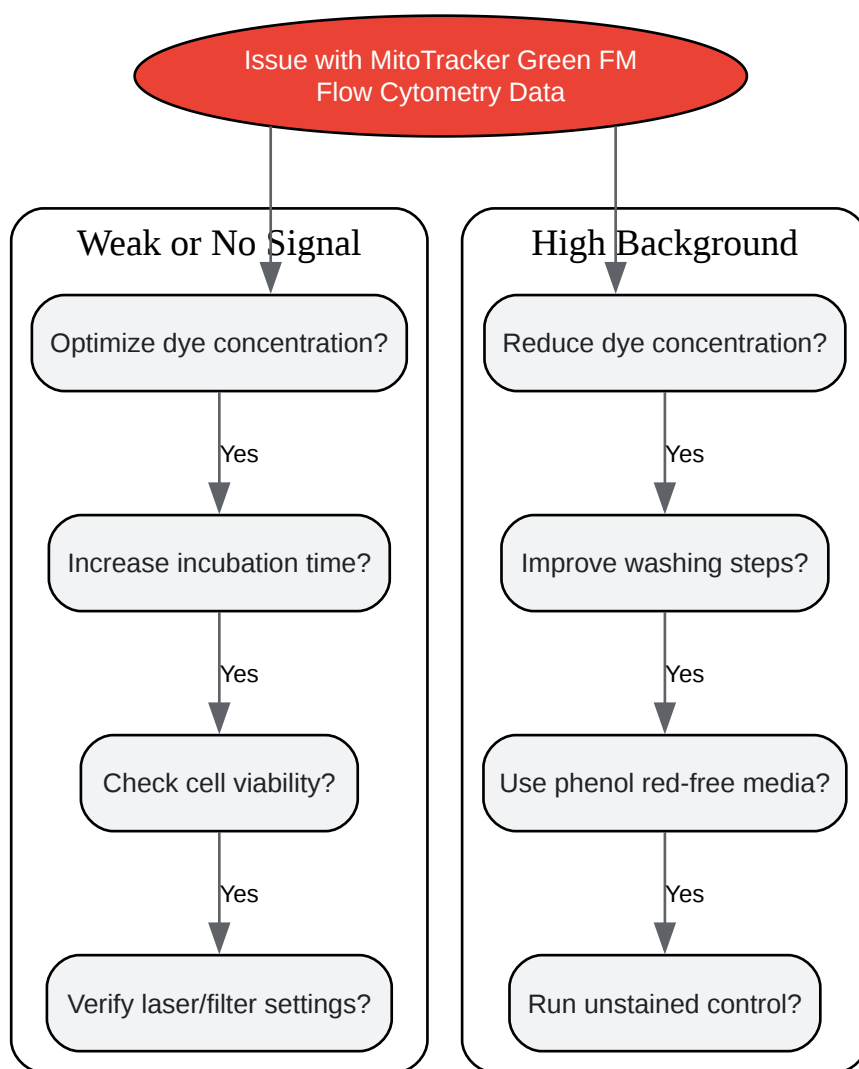 Issue with MitoTracker Green FM
Flow Cytometry Data
Weak or No Signal
Optimize dye concentration?
Yes
Increase incubation time?
Yes
Check cell viability?
Yes
Verify laser/filter settings?
High Background
Reduce dye concentration?
Yes
Improve washing steps?
Yes
Use phenol red-free media?
Yes
Run unstained control?